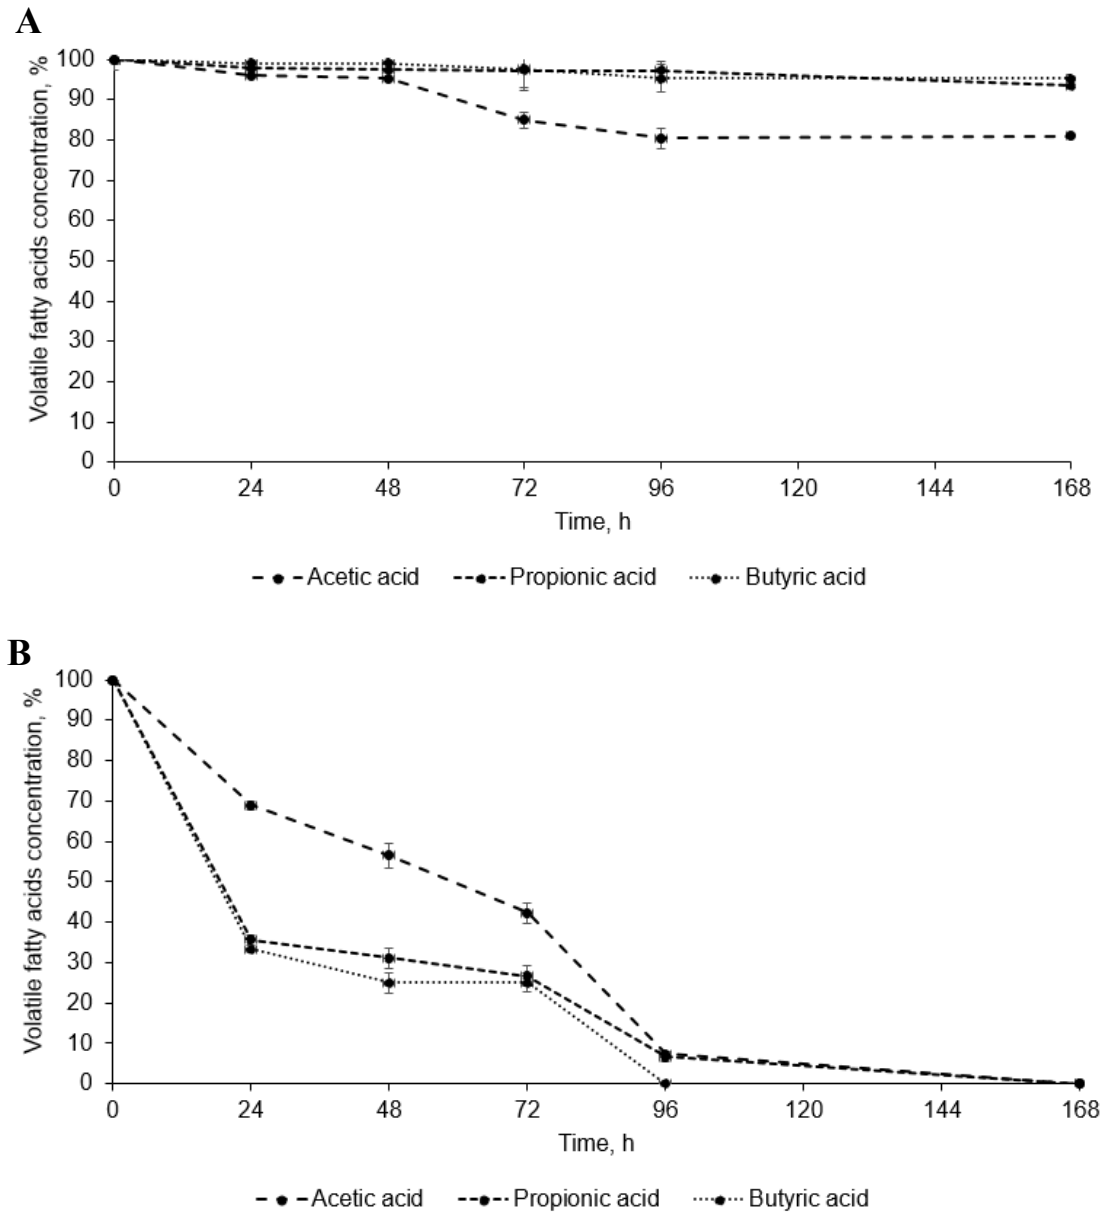 A
Volatile fatty acids concentration, %
100
90
80
70
60
50
40
30
20
10
0
0 24 48 72 96 120 144 168
Time, h
Acetic acid Propionic acid Butyric acid
B
Volatile fatty acids concentration, %
100
90
80
70
60
50
40
30
20
10
0
0 24 48 72 96 120 144 168
Time, h
Acetic acid Propionic acid Butyric acid